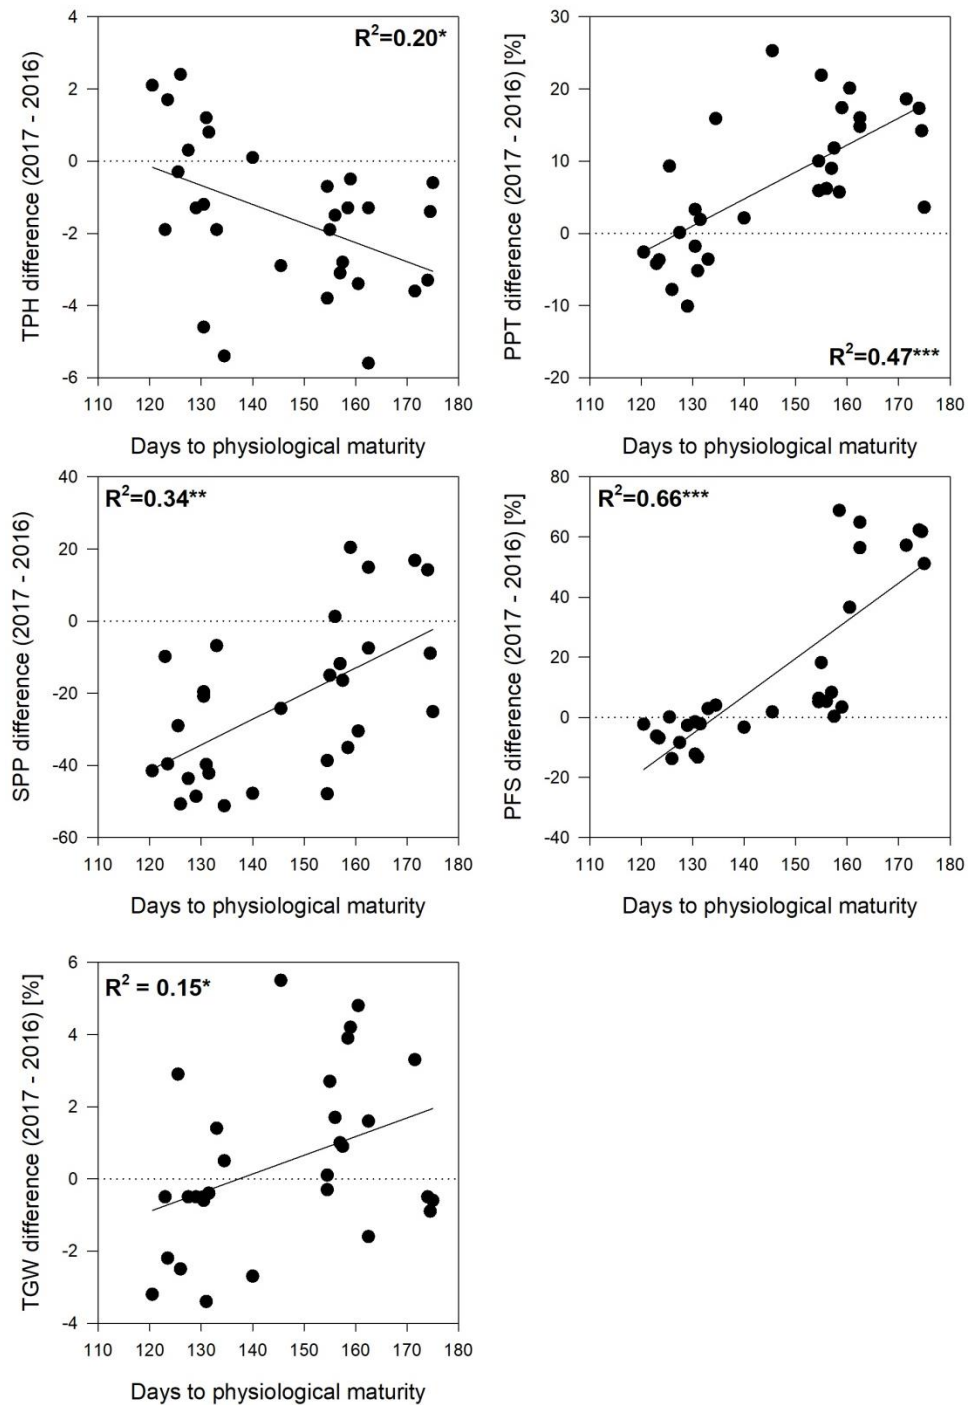 R²=0.20*
TPH difference (2017 - 2016)
4
2
0
-2
-4
-6
110 120 130 140 150 160 170 180
Days to physiological maturity
R²=0.47***
PPT difference (2017 - 2016) [%]
30
20
10
0
-10
-20
110 120 130 140 150 160 170 180
Days to physiological maturity
R²=0.34**
SPP difference (2017 - 2016)
40
20
0
-20
-40
-60
110 120 130 140 150 160 170 180
Days to physiological maturity
R²=0.66***
PFS difference (2017 - 2016) [%]
80
60
40
20
0
-20
-40
110 120 130 140 150 160 170 180
Days to physiological maturity
R² = 0.15*
TGW difference (2017 - 2016) [%]
6
4
2
0
-2
-4
110 120 130 140 150 160 170 180
Days to physiological maturity